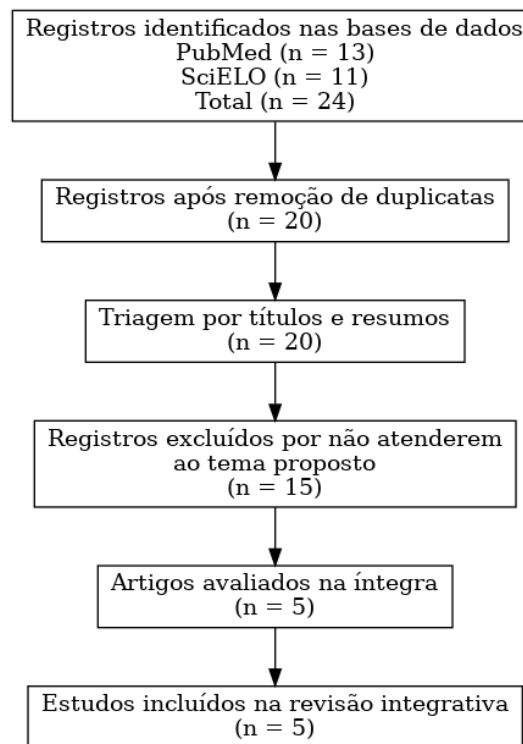 Registros identificados nas bases de dados
PubMed (n = 13)
SciELO (n = 11)
Total (n = 24)
Registros após remoção de duplicatas
(n = 20)
Triagem por títulos e resumos
(n = 20)
Registros excluídos por não atenderem
ao tema proposto
(n = 15)
Artigos avaliados na íntegra
(n = 5)
Estudos incluídos na revisão integrativa
(n = 5)